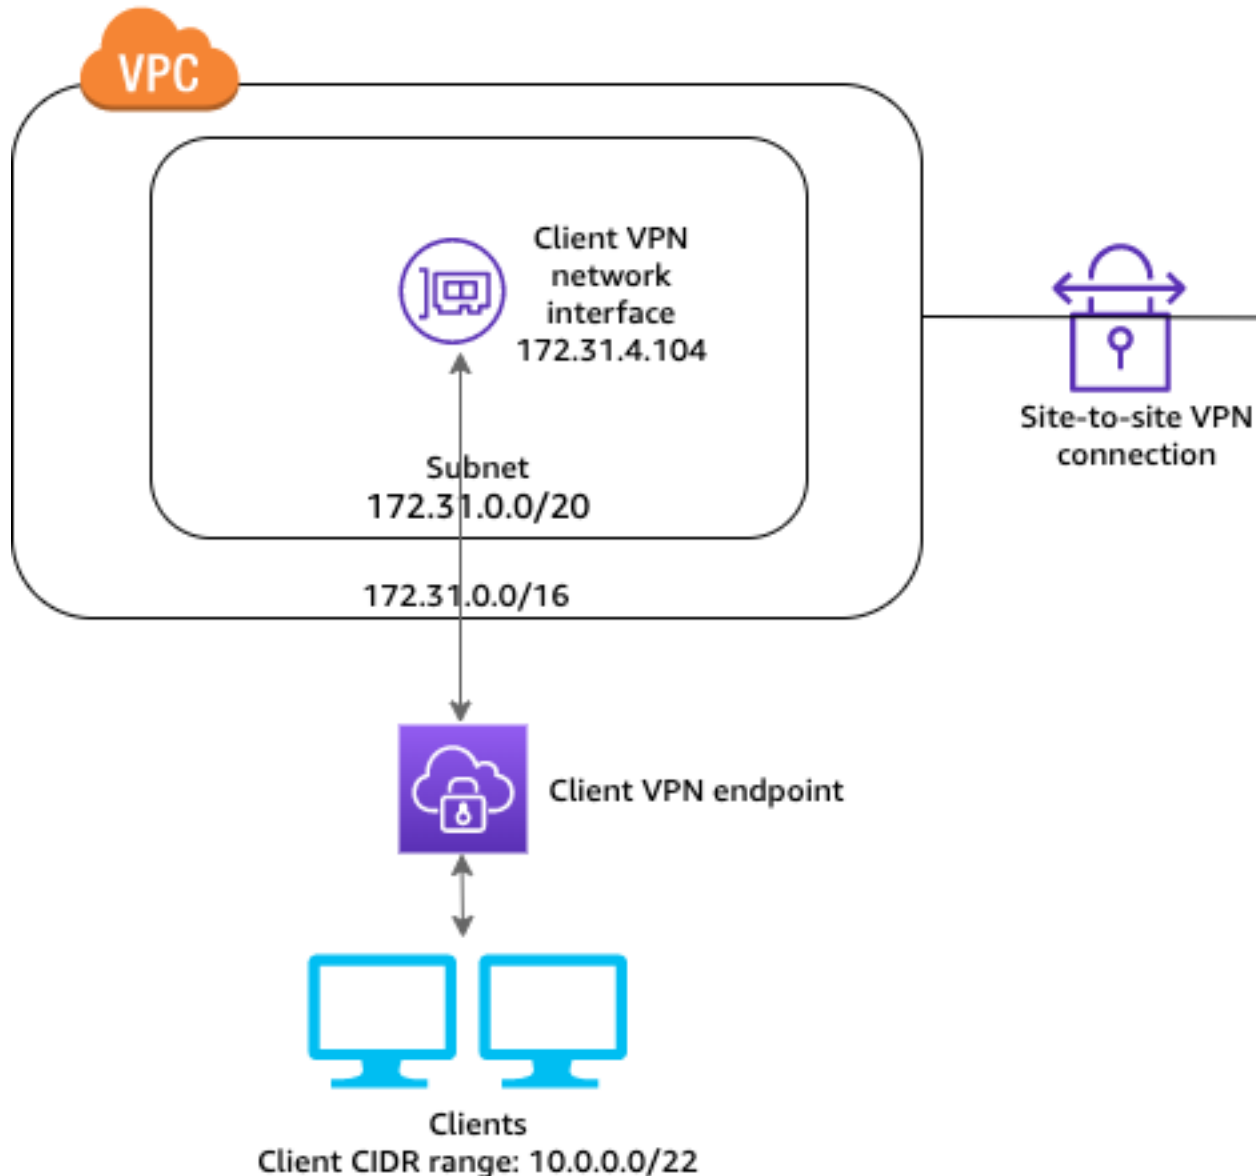 VPC
Client VPN
network
interface
172.31.4.104
Site-to-site VPN
connection
Subnet
172.31.0.0/20
172.31.0.0/16
Client VPN endpoint
Clients
Client CIDR range: 10.0.0.0/22